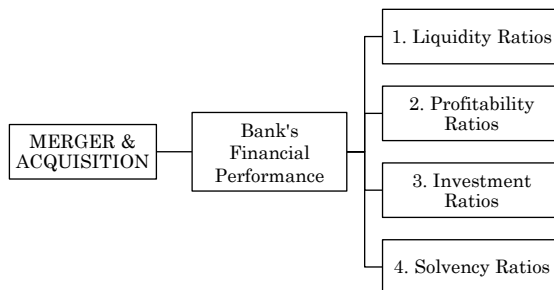 MERGER &
ACQUISITION
Bank's
Financial
Performance
1. Liquidity Ratios
2. Profitability
Ratios
3. Investment
Ratios
4. Solvency Ratios